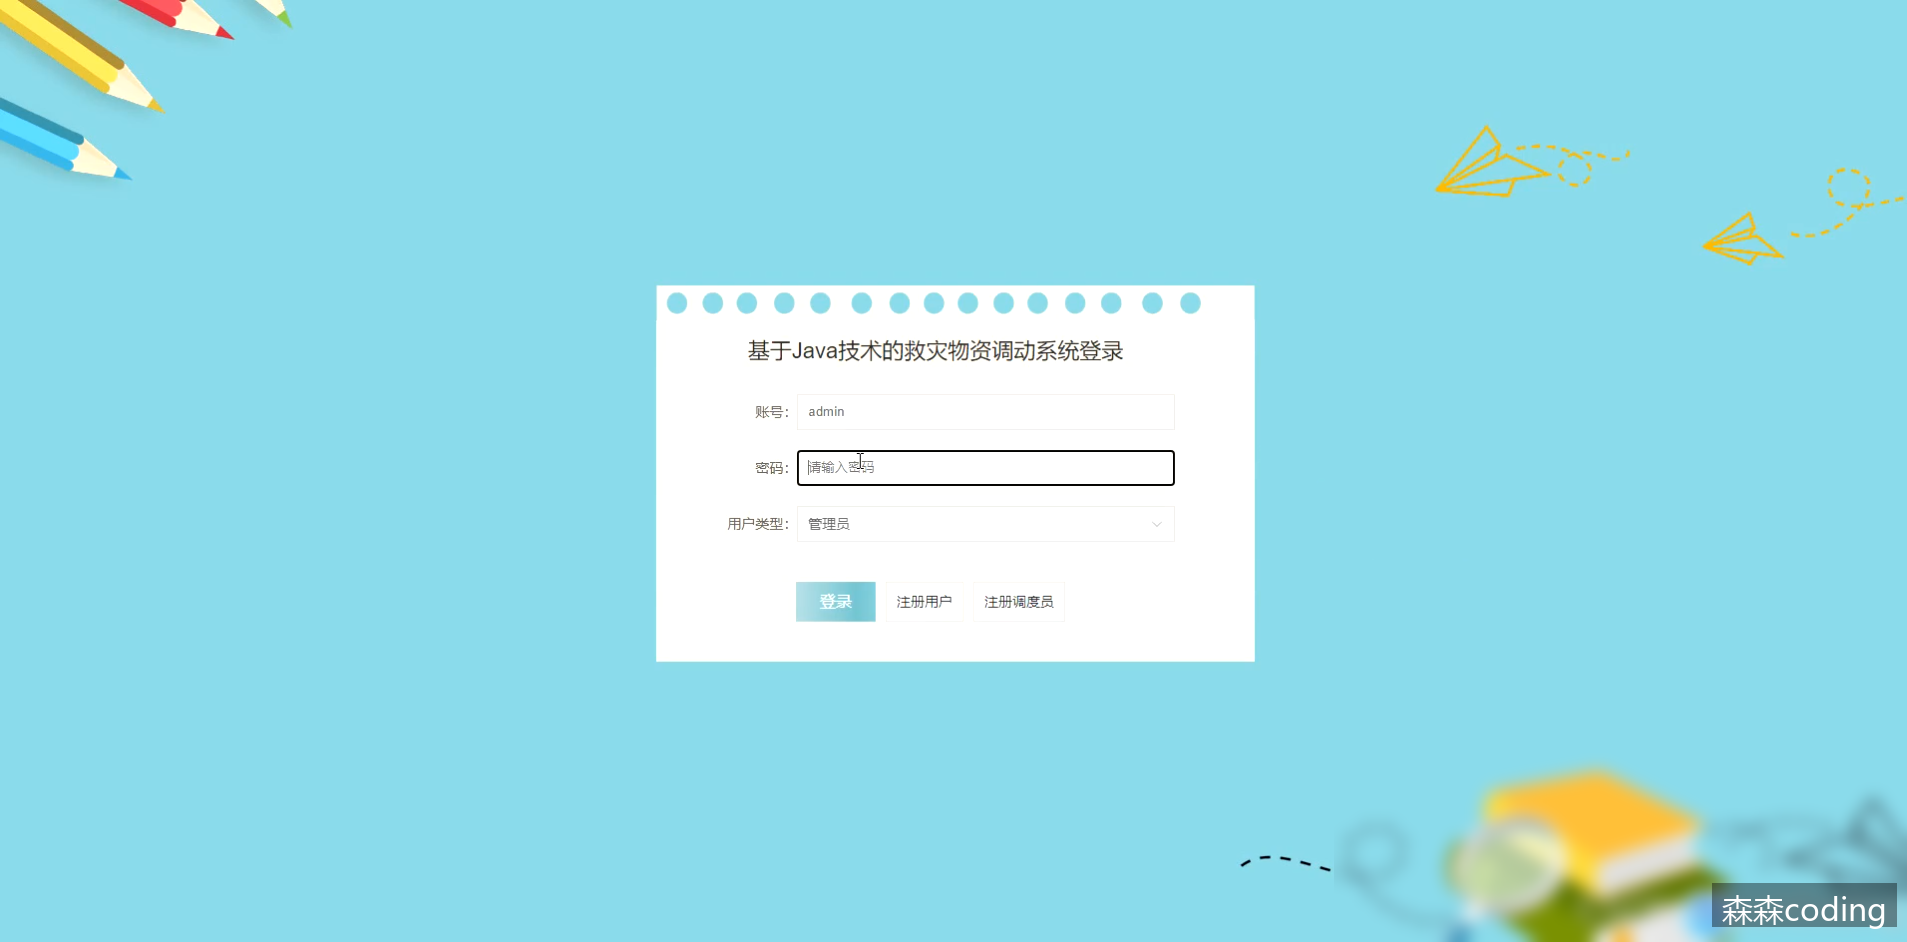 基于Java技术的救灾物资调动系统登录
账号： admin
密码： 请输入密码
用户类型： 管理员
登录 注册用户 注册调度员
森森coding